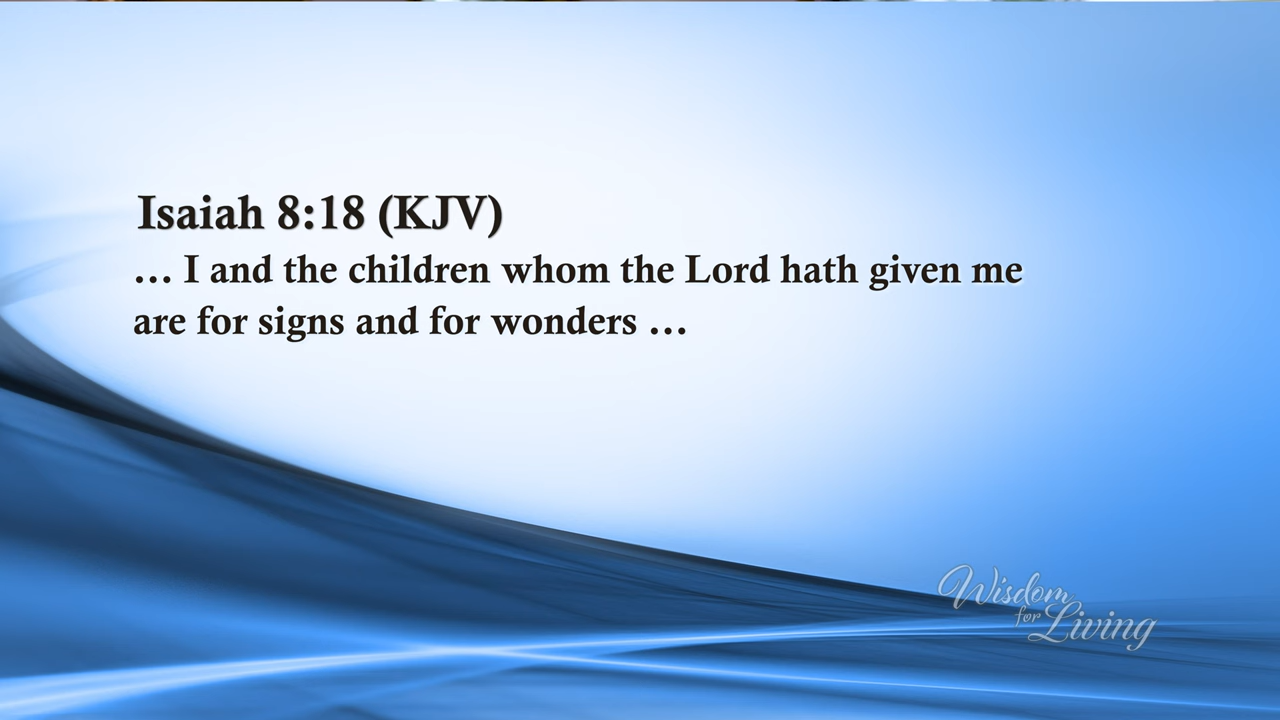 Isaiah 8:18 (KJV)
… I and the children whom the Lord hath given me
are for signs and for wonders …
Wisdom
for Living